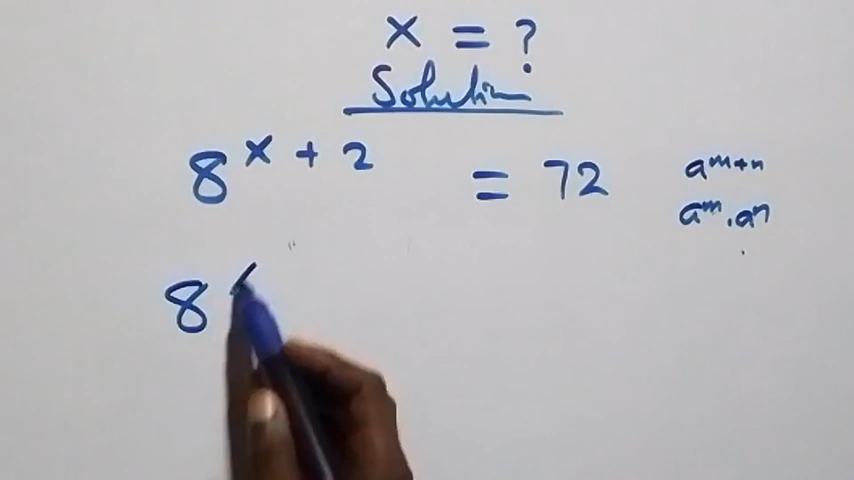 x = ?
Solution
8^{x + 2} = 72
a^{m+n}
a^m . a^n
8